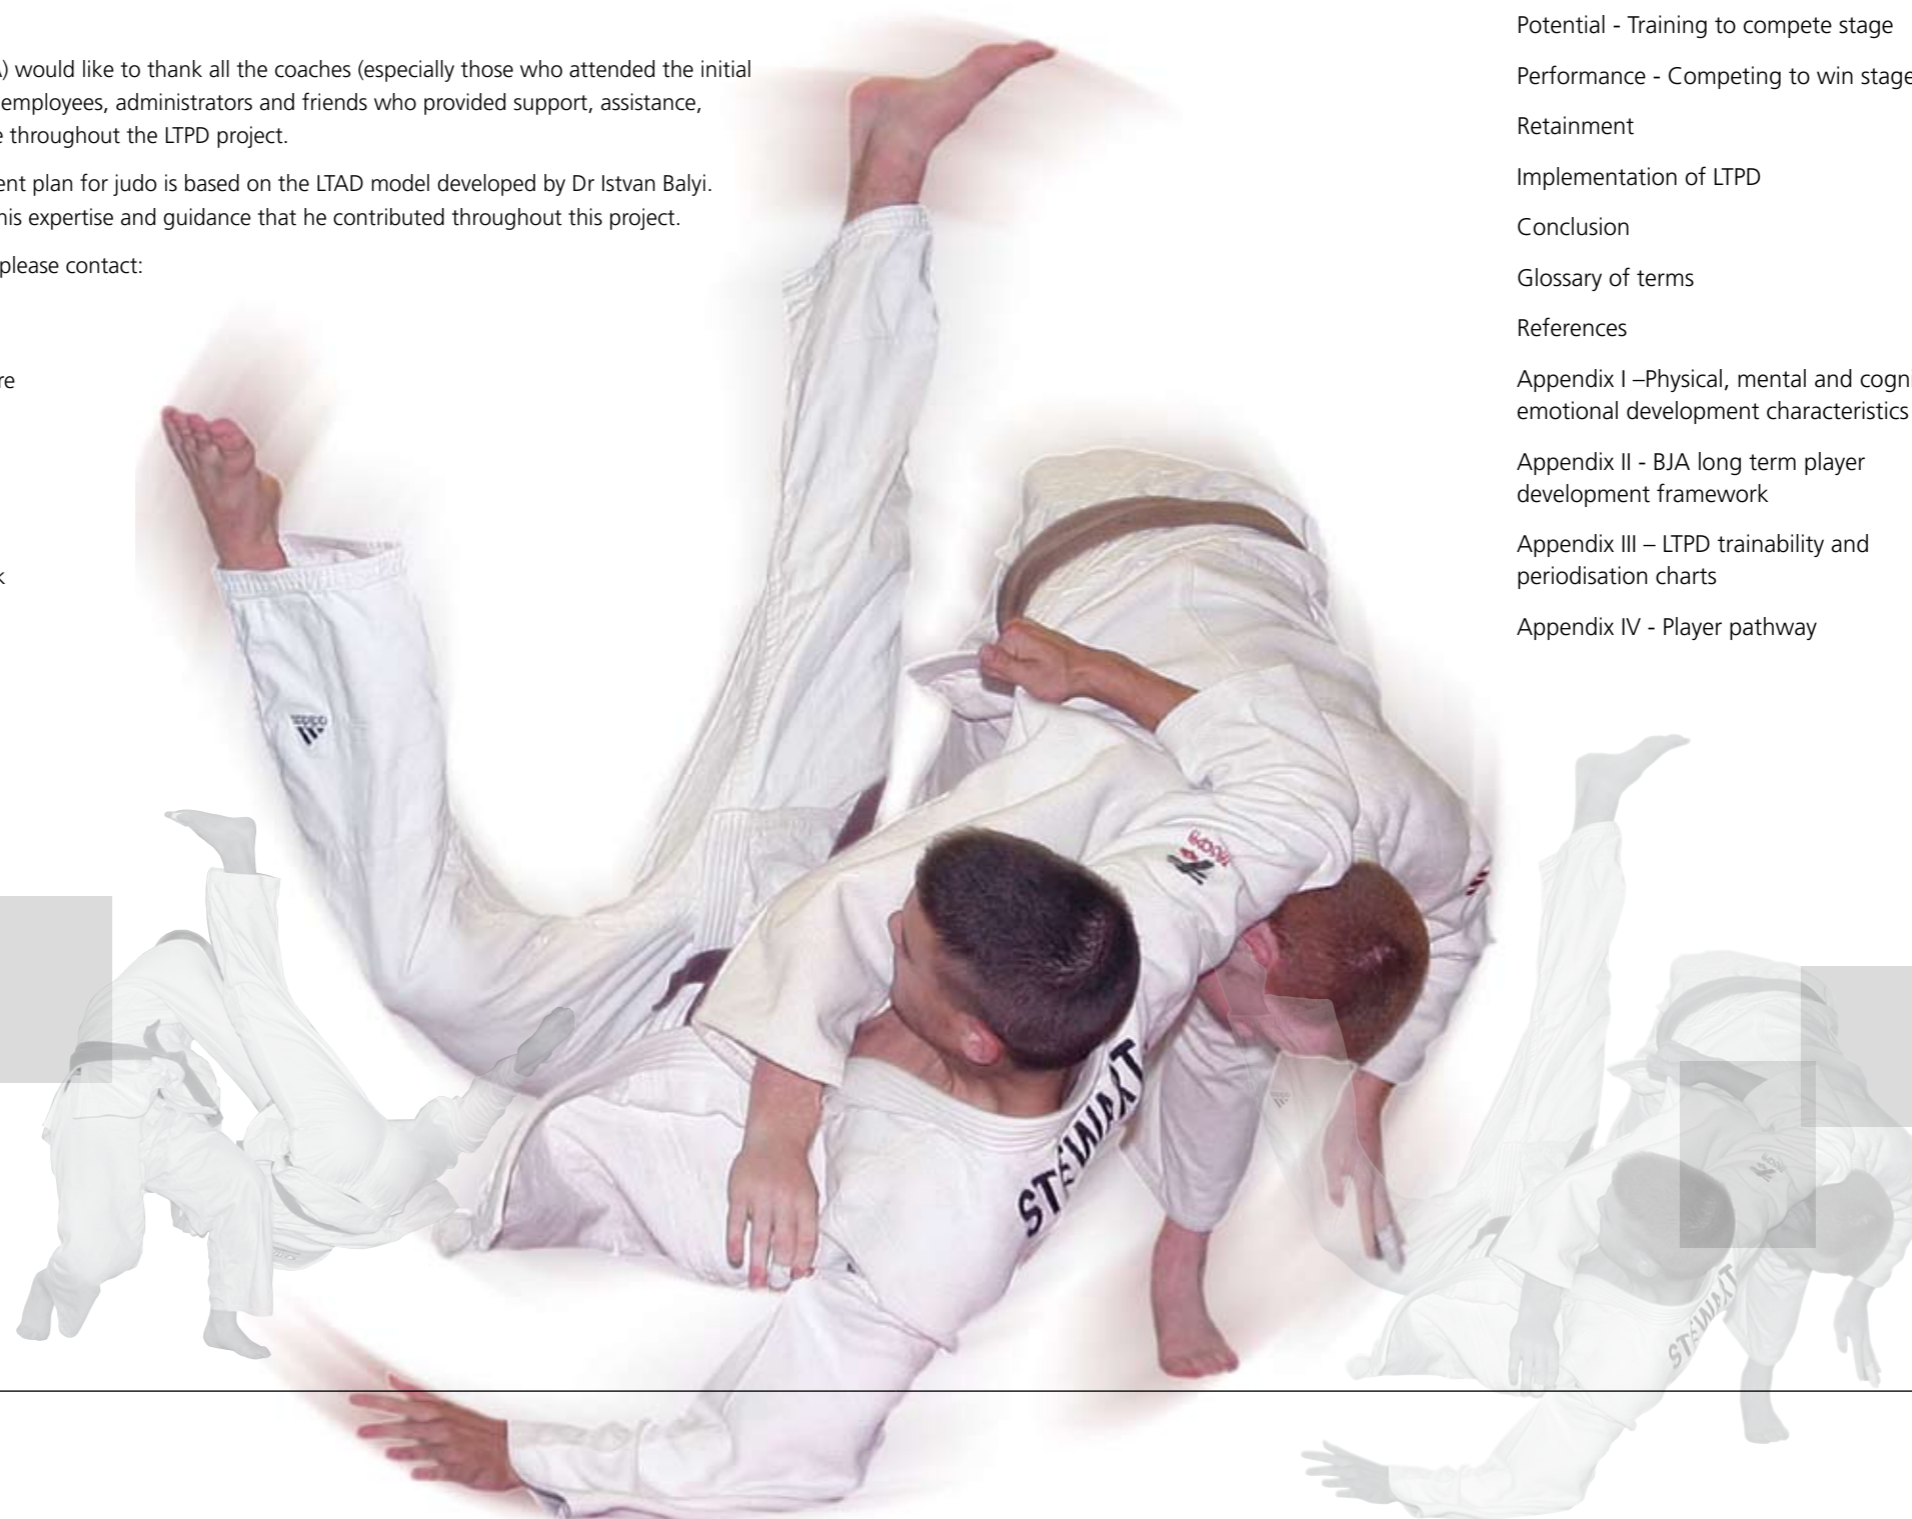 ) would like to thank all the coaches (especially those who attended the initial
employees, administrators and friends who provided support, assistance,
throughout the LTPD project.
ent plan for judo is based on the LTAD model developed by Dr Istvan Balyi.
his expertise and guidance that he contributed throughout this project.
please contact:
re
k
Potential - Training to compete stage
Performance - Competing to win stage
Retainment
Implementation of LTPD
Conclusion
Glossary of terms
References
Appendix I –Physical, mental and cogni
emotional development characteristics
Appendix II - BJA long term player
development framework
Appendix III – LTPD trainability and
periodisation charts
Appendix IV - Player pathway
adidas
STEWART
STEWART